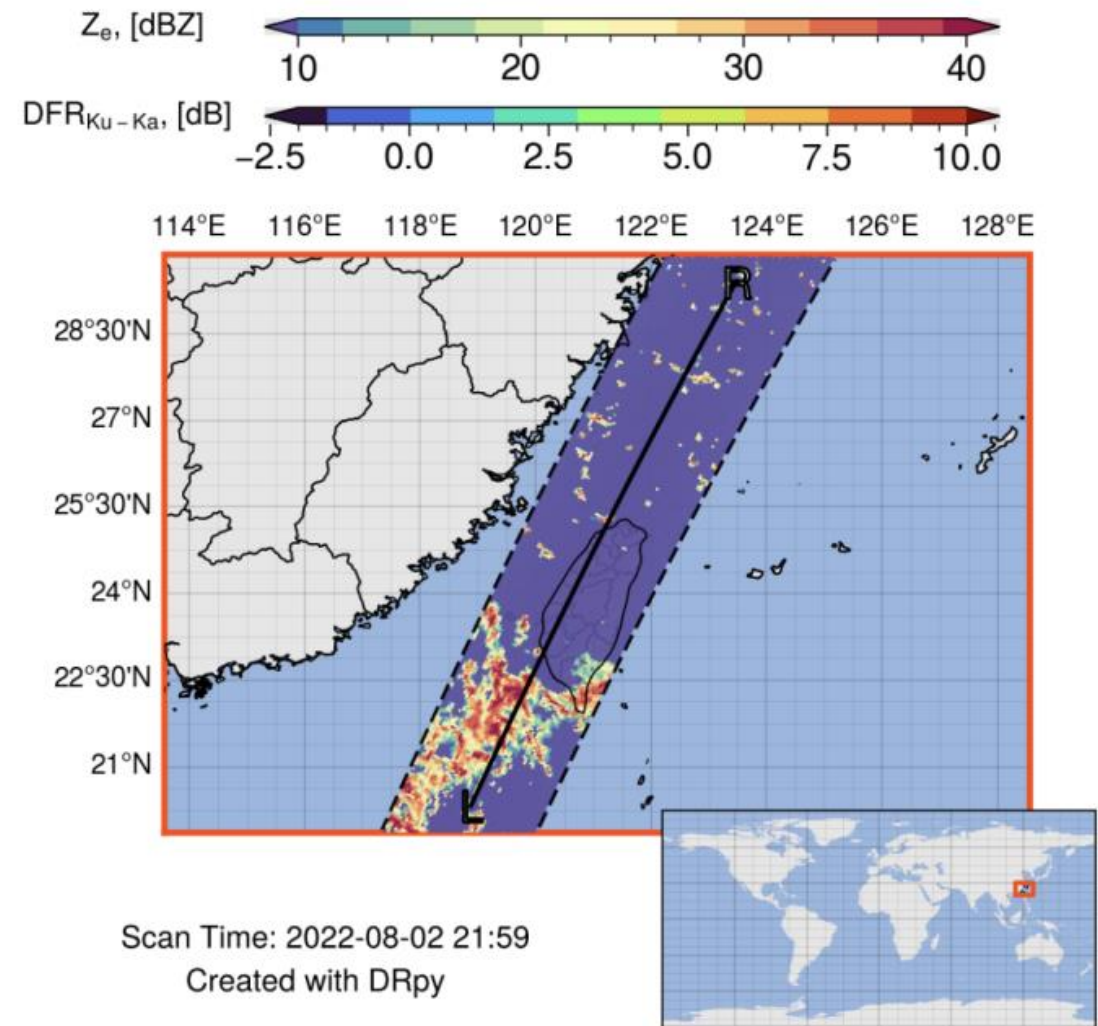 Ze, [dBZ]
10 20 30 40
DFRKu − Ka, [dB]
−2.5 0.0 2.5 5.0 7.5 10.0
114°E 116°E 118°E 120°E 122°E 124°E 126°E 128°E
R
28°30'N
27°N
25°30'N
24°N
22°30'N
21°N
L
Scan Time: 2022-08-02 21:59
Created with DRpy